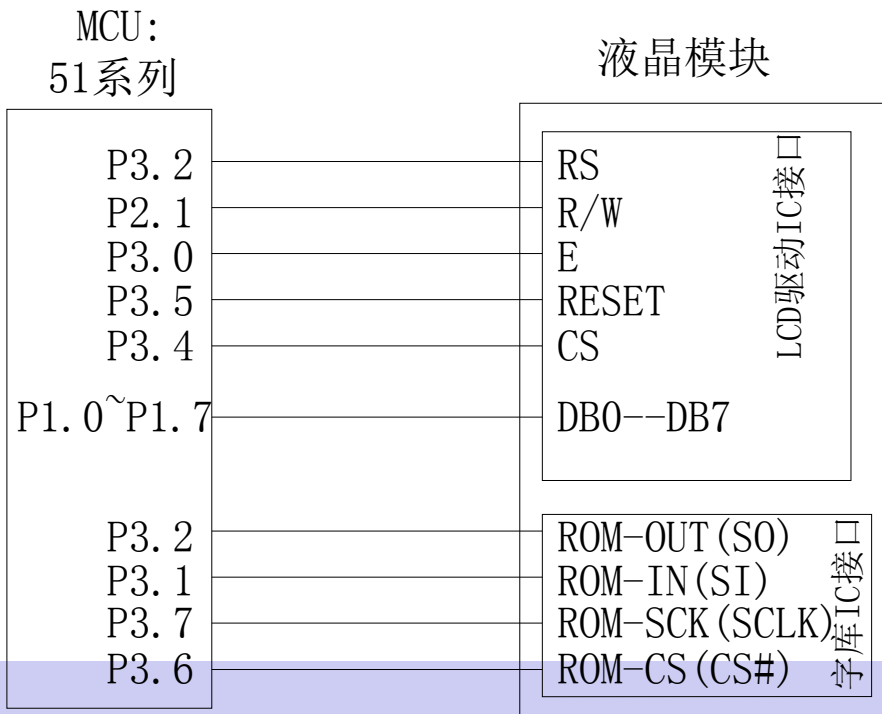 MCU:
51系列
液晶模块
P3.2
RS
P2.1
R/W
P3.0
E
P3.5
RESET
P3.4
CS
P1.0~P1.7
DB0--DB7
LCD驱动IC接口
P3.2
ROM-OUT(SO)
P3.1
ROM-IN(SI)
P3.7
ROM-SCK(SCLK)
P3.6
ROM-CS(CS#)
字库IC接口